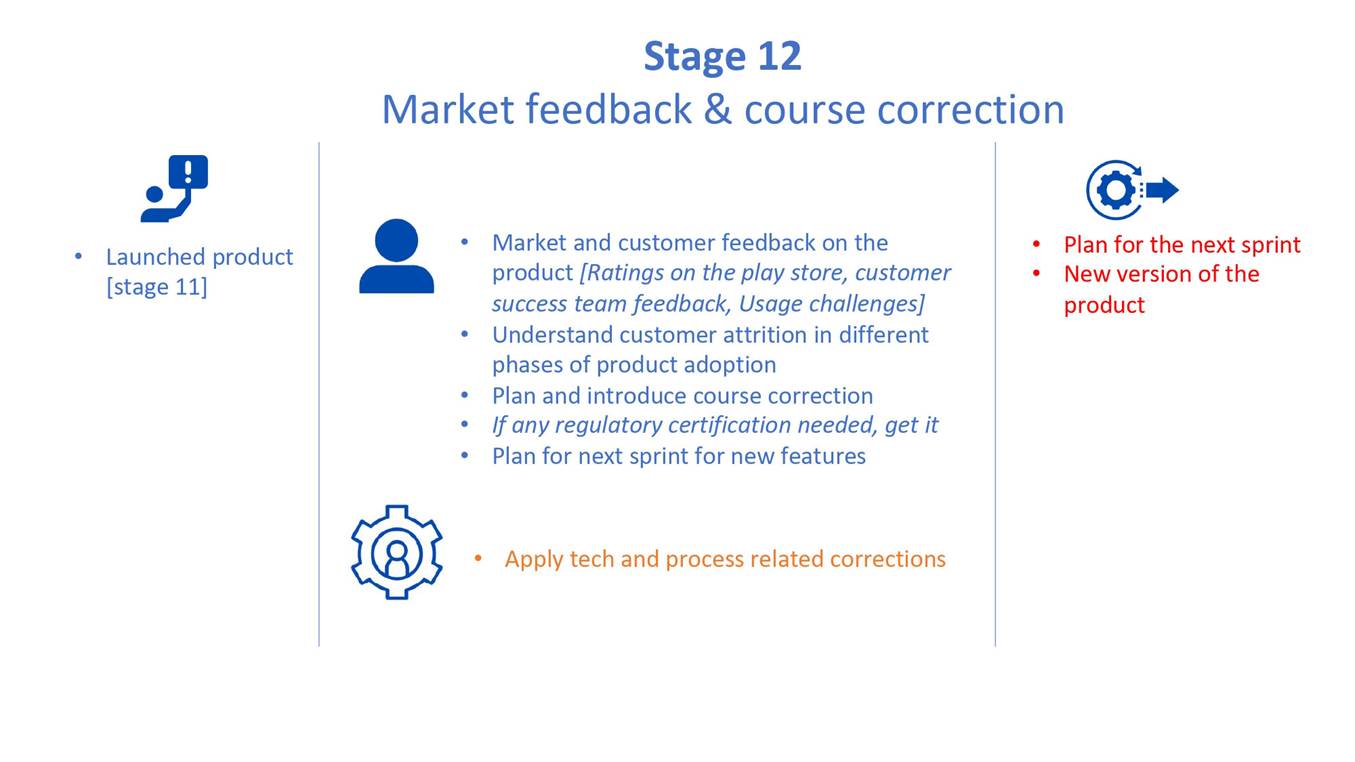 Stage 12
Market feedback & course correction
• Launched product
[stage 11]
• Market and customer feedback on the
product [Ratings on the play store, customer
success team feedback, Usage challenges]
• Understand customer attrition in different
phases of product adoption
• Plan and introduce course correction
• If any regulatory certification needed, get it
• Plan for next sprint for new features
• Apply tech and process related corrections
• Plan for the next sprint
• New version of the
product